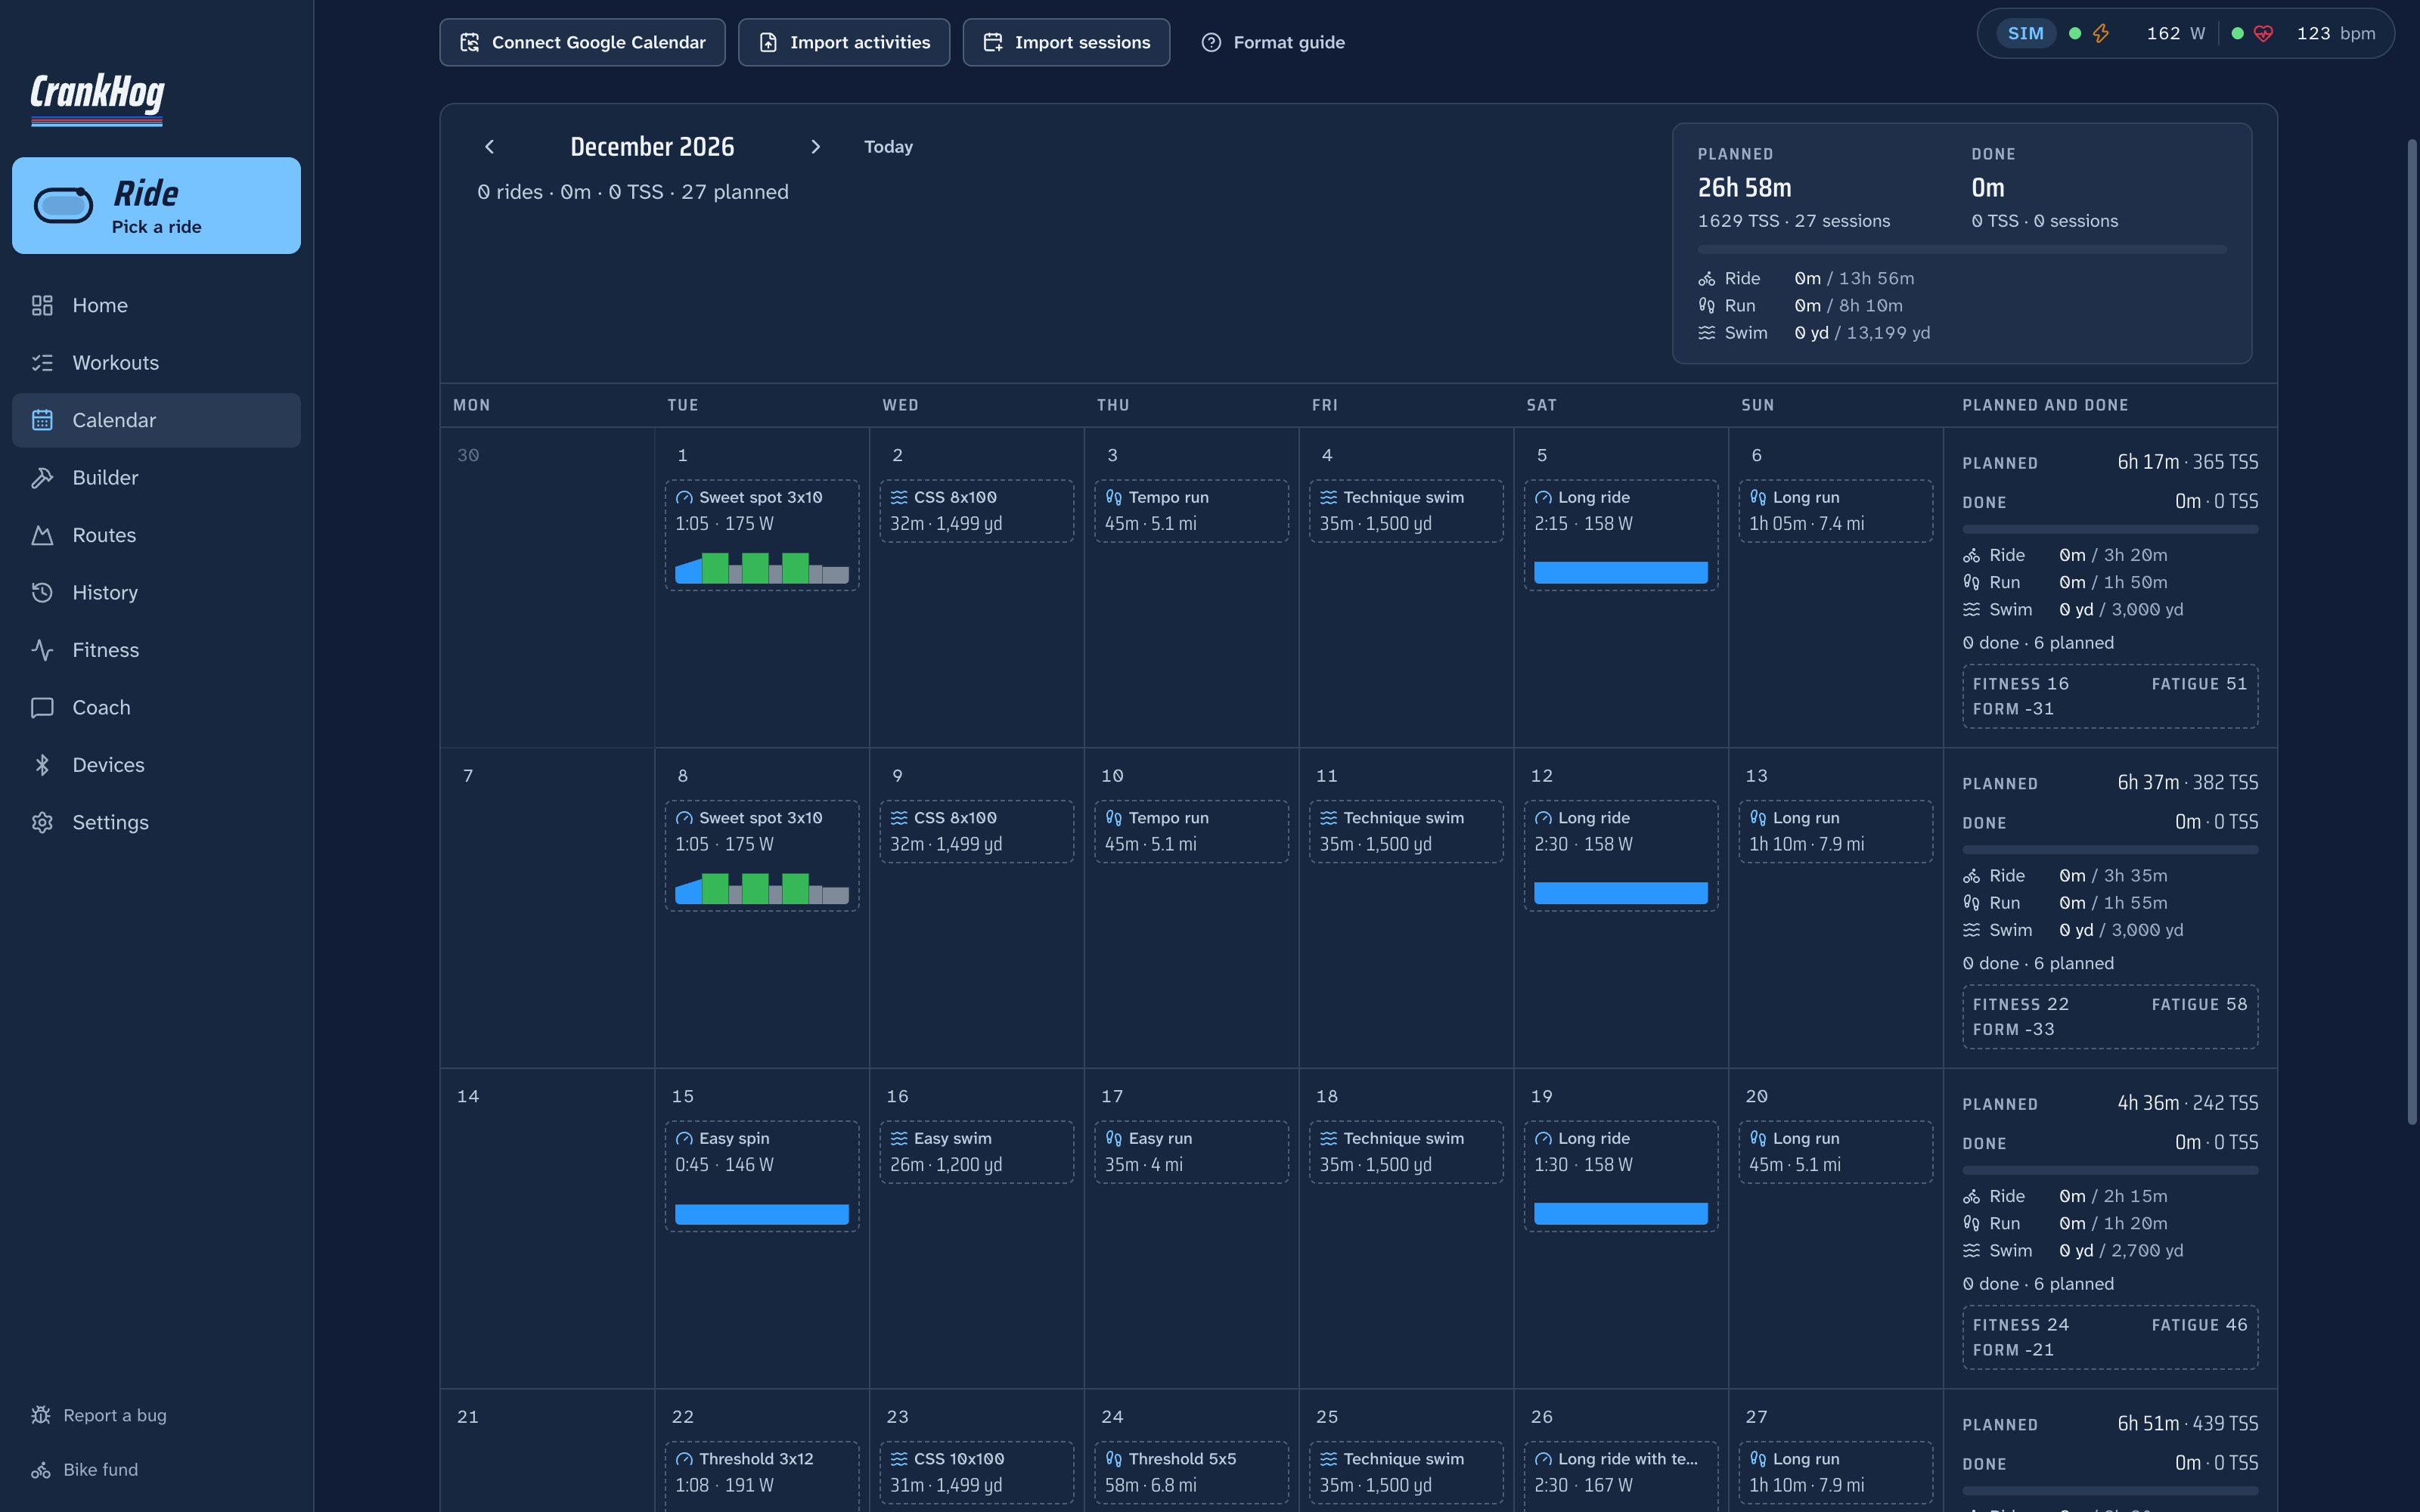 Connect Google Calendar
Import activities
Import sessions
Format guide
SIM 162 W 123 bpm
CrankHog
Ride
Pick a ride
Home
Workouts
Calendar
Builder
Routes
History
Fitness
Coach
Devices
Settings
Report a bug
Bike fund
December 2026
Today
0 rides · 0m · 0 TSS · 27 planned
PLANNED
26h 58m
1629 TSS · 27 sessions
DONE
0m
0 TSS · 0 sessions
Ride 0m / 13h 56m
Run 0m / 8h 10m
Swim 0 yd / 13,199 yd
MON TUE WED THU FRI SAT SUN PLANNED AND DONE
30
1
Sweet spot 3x10
1:05 · 175 W
2
CSS 8x100
32m · 1,499 yd
3
Tempo run
45m · 5.1 mi
4
Technique swim
35m · 1,500 yd
5
Long ride
2:15 · 158 W
6
Long run
1h 05m · 7.4 mi
PLANNED 6h 17m · 365 TSS
DONE 0m · 0 TSS
Ride 0m / 3h 20m
Run 0m / 1h 50m
Swim 0 yd / 3,000 yd
0 done · 6 planned
FITNESS 16 FATIGUE 51
FORM -31
7
8
Sweet spot 3x10
1:05 · 175 W
9
CSS 8x100
32m · 1,499 yd
10
Tempo run
45m · 5.1 mi
11
Technique swim
35m · 1,500 yd
12
Long ride
2:30 · 158 W
13
Long run
1h 10m · 7.9 mi
PLANNED 6h 37m · 382 TSS
DONE 0m · 0 TSS
Ride 0m / 3h 35m
Run 0m / 1h 55m
Swim 0 yd / 3,000 yd
0 done · 6 planned
FITNESS 22 FATIGUE 58
FORM -33
14
15
Easy spin
0:45 · 146 W
16
Easy swim
26m · 1,200 yd
17
Easy run
35m · 4 mi
18
Technique swim
35m · 1,500 yd
19
Long ride
1:30 · 158 W
20
Long run
45m · 5.1 mi
PLANNED 4h 36m · 242 TSS
DONE 0m · 0 TSS
Ride 0m / 2h 15m
Run 0m / 1h 20m
Swim 0 yd / 2,700 yd
0 done · 6 planned
FITNESS 24 FATIGUE 46
FORM -21
21
22
Threshold 3x12
1:08 · 191 W
23
CSS 10x100
31m · 1,499 yd
24
Threshold 5x5
58m · 6.8 mi
25
Technique swim
35m · 1,500 yd
26
Long ride with te...
2:30 · 167 W
27
Long run
1h 10m · 7.9 mi
PLANNED 6h 51m · 439 TSS
DONE 0m · 0 TSS